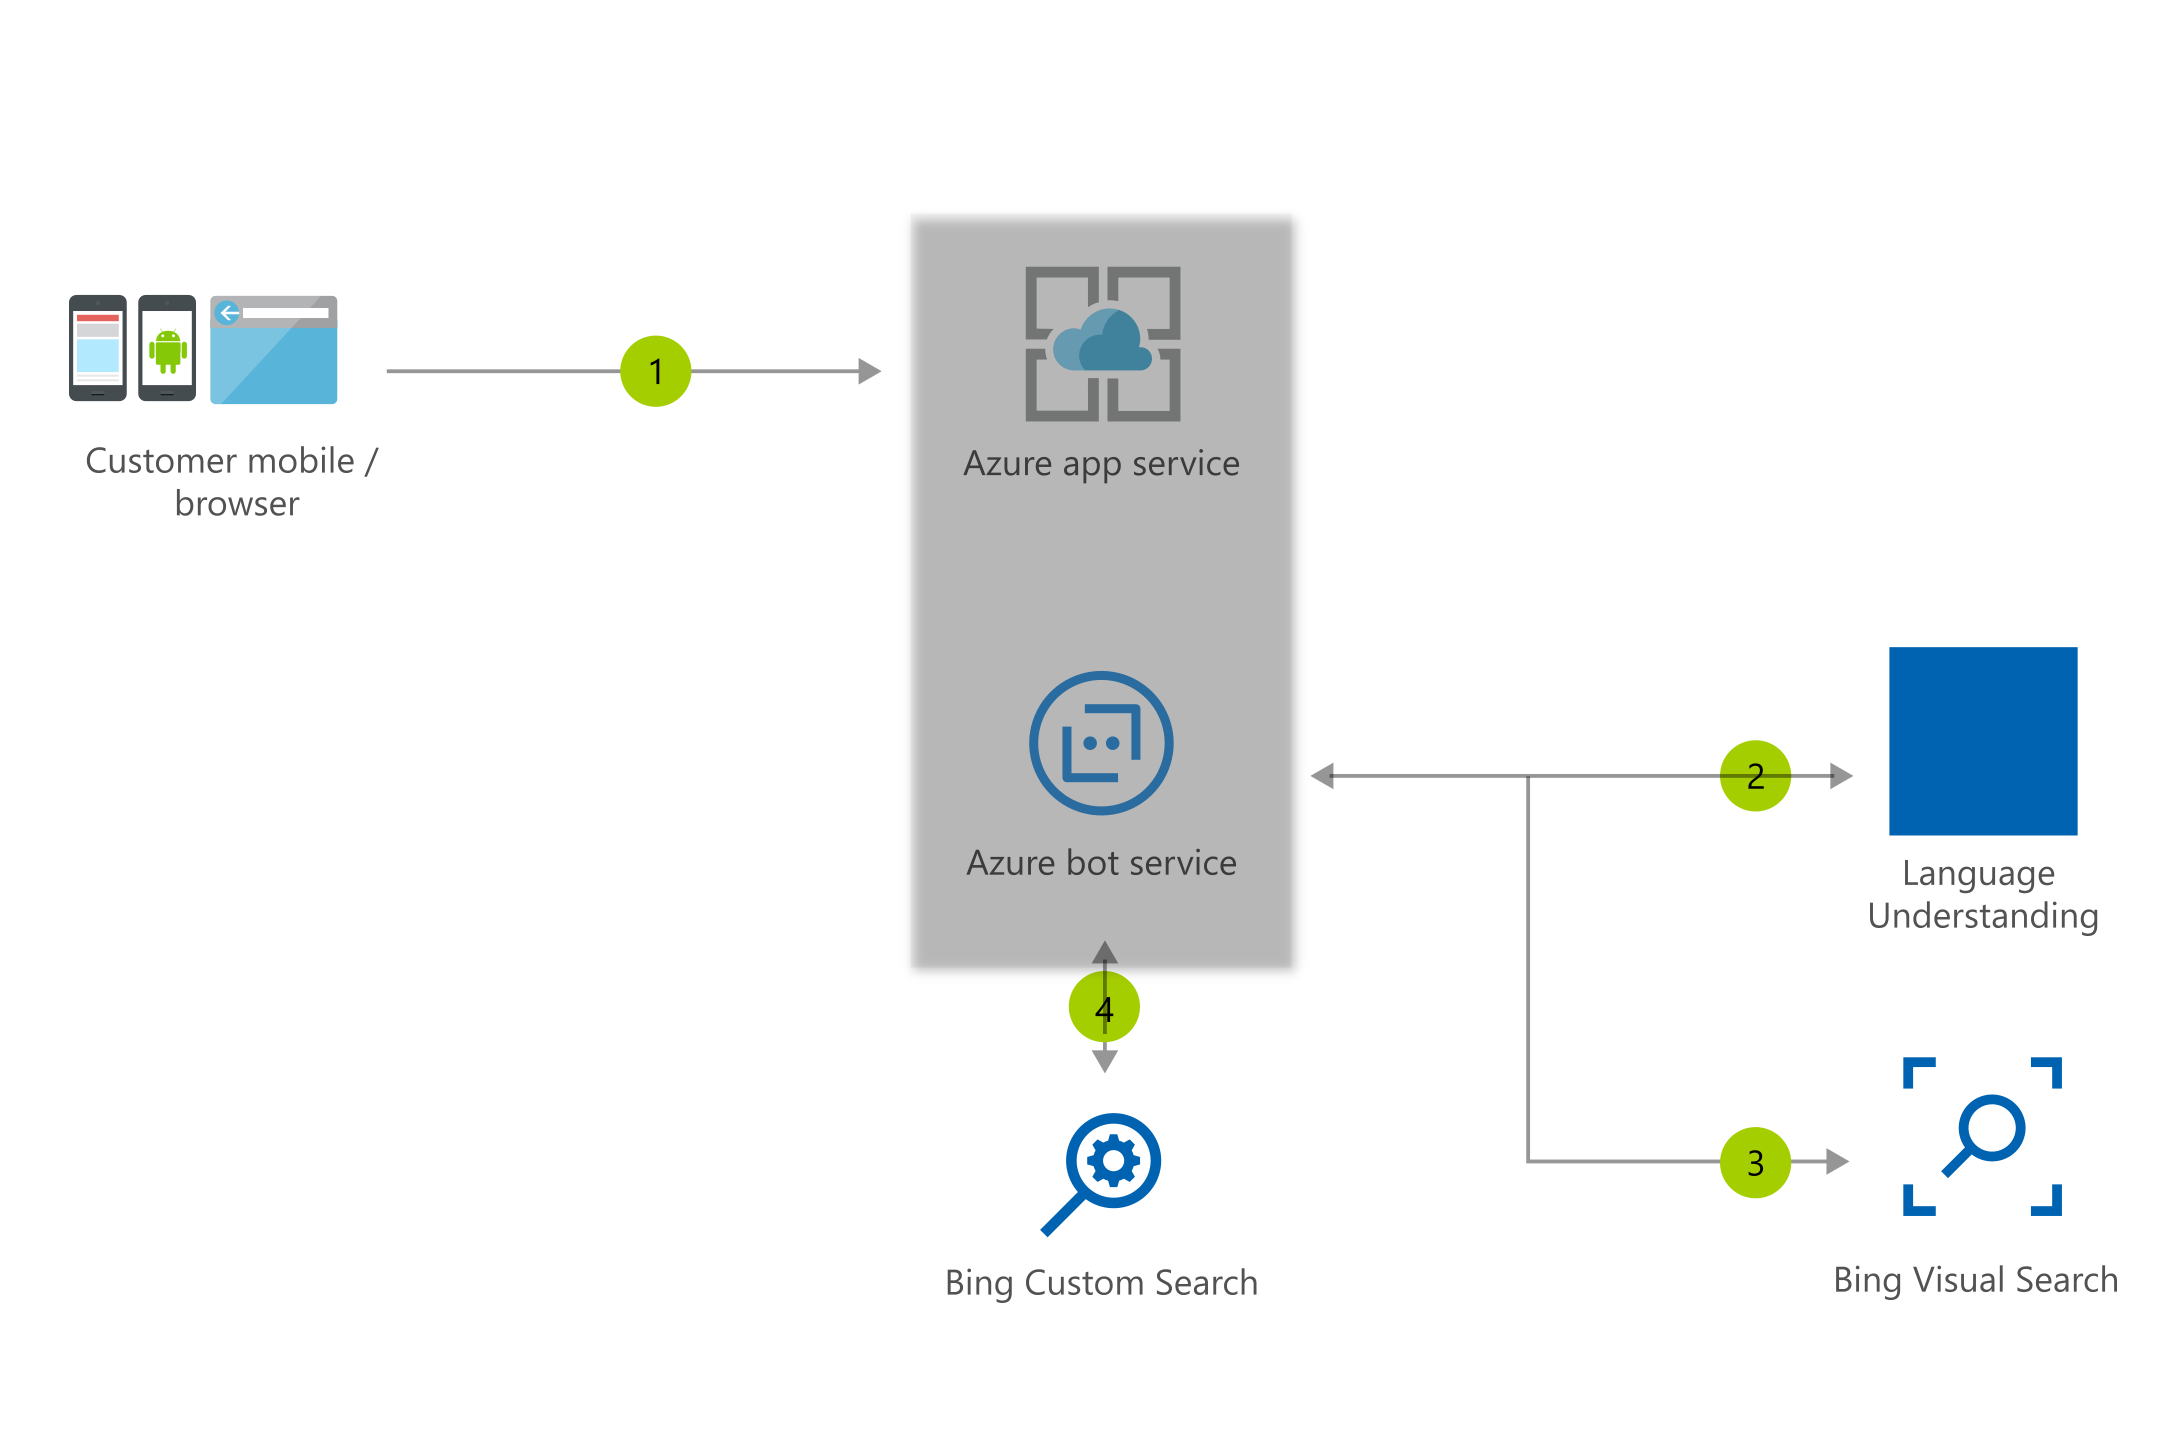 1
Azure app service
Customer mobile /
browser
2
Azure bot service
Language
Understanding
4
3
Bing Custom Search
Bing Visual Search